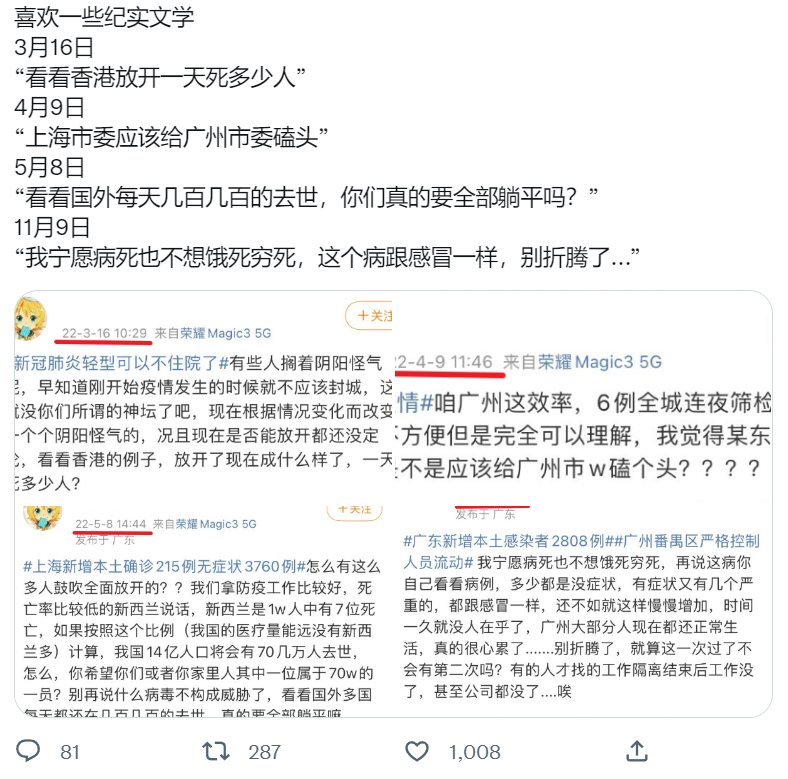 喜欢一些纪实文学
3月16日
“看看香港放开一天死多少人”
4月9日
“上海市委应该给广州市委磕头”
5月8日
“看看国外每天几百几百的去世，你们真的要全部躺平吗？”
11月9日
“我宁愿病死也不想饿死穷死，这个病跟感冒一样，别折腾了...”
＋关注
22-3-16 10:29 来自荣耀Magic3 5G
新冠肺炎轻型可以不住院了#有些人搁着阴阳怪气
呢，早知道刚开始疫情发生的时候就不应该封城，这
就没你们所谓的神坛了吧，现在根据情况变化而改变
一个个阴阳怪气的，况且现在是否能放开都还没定
论，看看香港的例子，放开了现在成什么样了，一天
死多少人？
22-4-9 11:46 来自荣耀Magic3 5G
情#咱广州这效率，6例全城连夜筛检
不方便但是完全可以理解，我觉得某东
是不是应该给广州市w磕个头？？？？
＋关注
22-5-8 14:44 来自荣耀Magic3 5G
发布于 广东
#上海新增本土确诊215例无症状3760例#怎么有这么
多人鼓吹全面放开的？？我们拿防疫工作比较好，死
亡率比较低的新西兰说话，新西兰是1w人中有7位死
亡，如果按照这个比例（我国的医疗量能远没有新西
兰多）计算，我国14亿人口将会有70几万人去世，
怎么，你希望你们或者你家里人其中一位属于70w的
一员？别再说什么病毒不构成威胁了，看看国外多国
每天都还在几百几百的去世，真的要全部躺平嘛
发布于 广东
#广东新增本土感染者2808例##广州番禺区严格控制
人员流动# 我宁愿病死也不想饿死穷死，再说这病你
自己看看病例，多少都是没症状，有症状又有几个严
重的，都跟感冒一样，还不如就这样慢慢增加，时间
一久就没人在乎了，广州大部分人现在都还正常生
活，真的很心累了.......别折腾了，就算这一次过了不
会有第二次吗？有的人才找的工作隔离结束后工作没
了，甚至公司都没了....唉
81
287
1,008